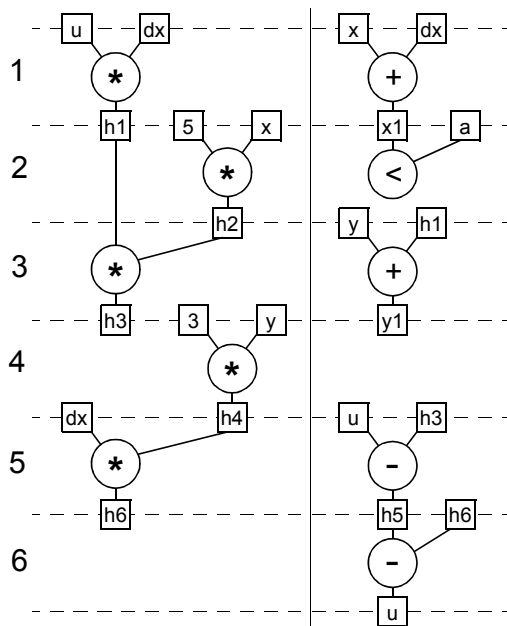 u dx x dx
1 * +
h1 5 x x1 a
2 * <
h2 y h1
3 * +
h3 3 y y1
4 *
dx h4 u h3
5 * -
h6 h5 h6
6 -
u